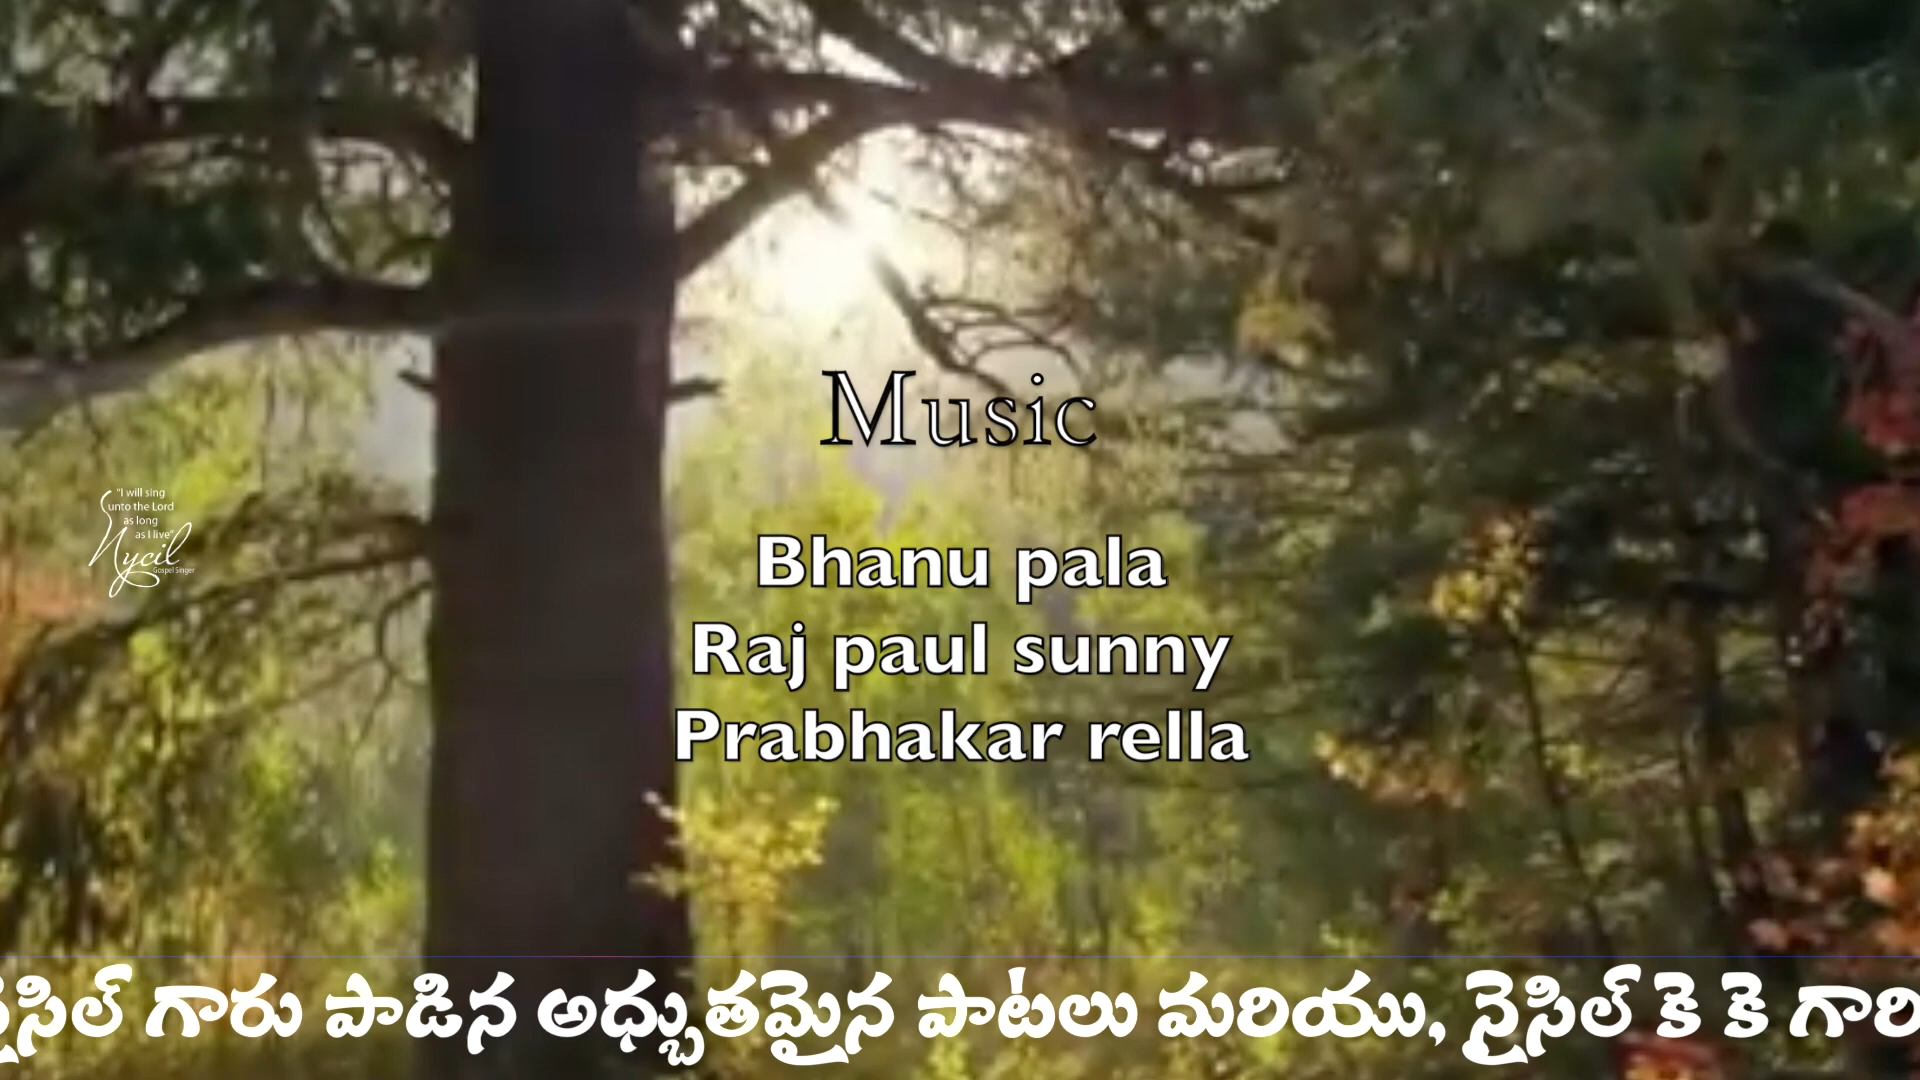 Music
"I will sing
unto the Lord
as long
as I live"
Nycil
Gospel Singer
Bhanu pala
Raj paul sunny
Prabhakar rella
గారు పాడిన అధ్బుతమైన పాటలు మరియు, నైసిల్ కె కె గారి